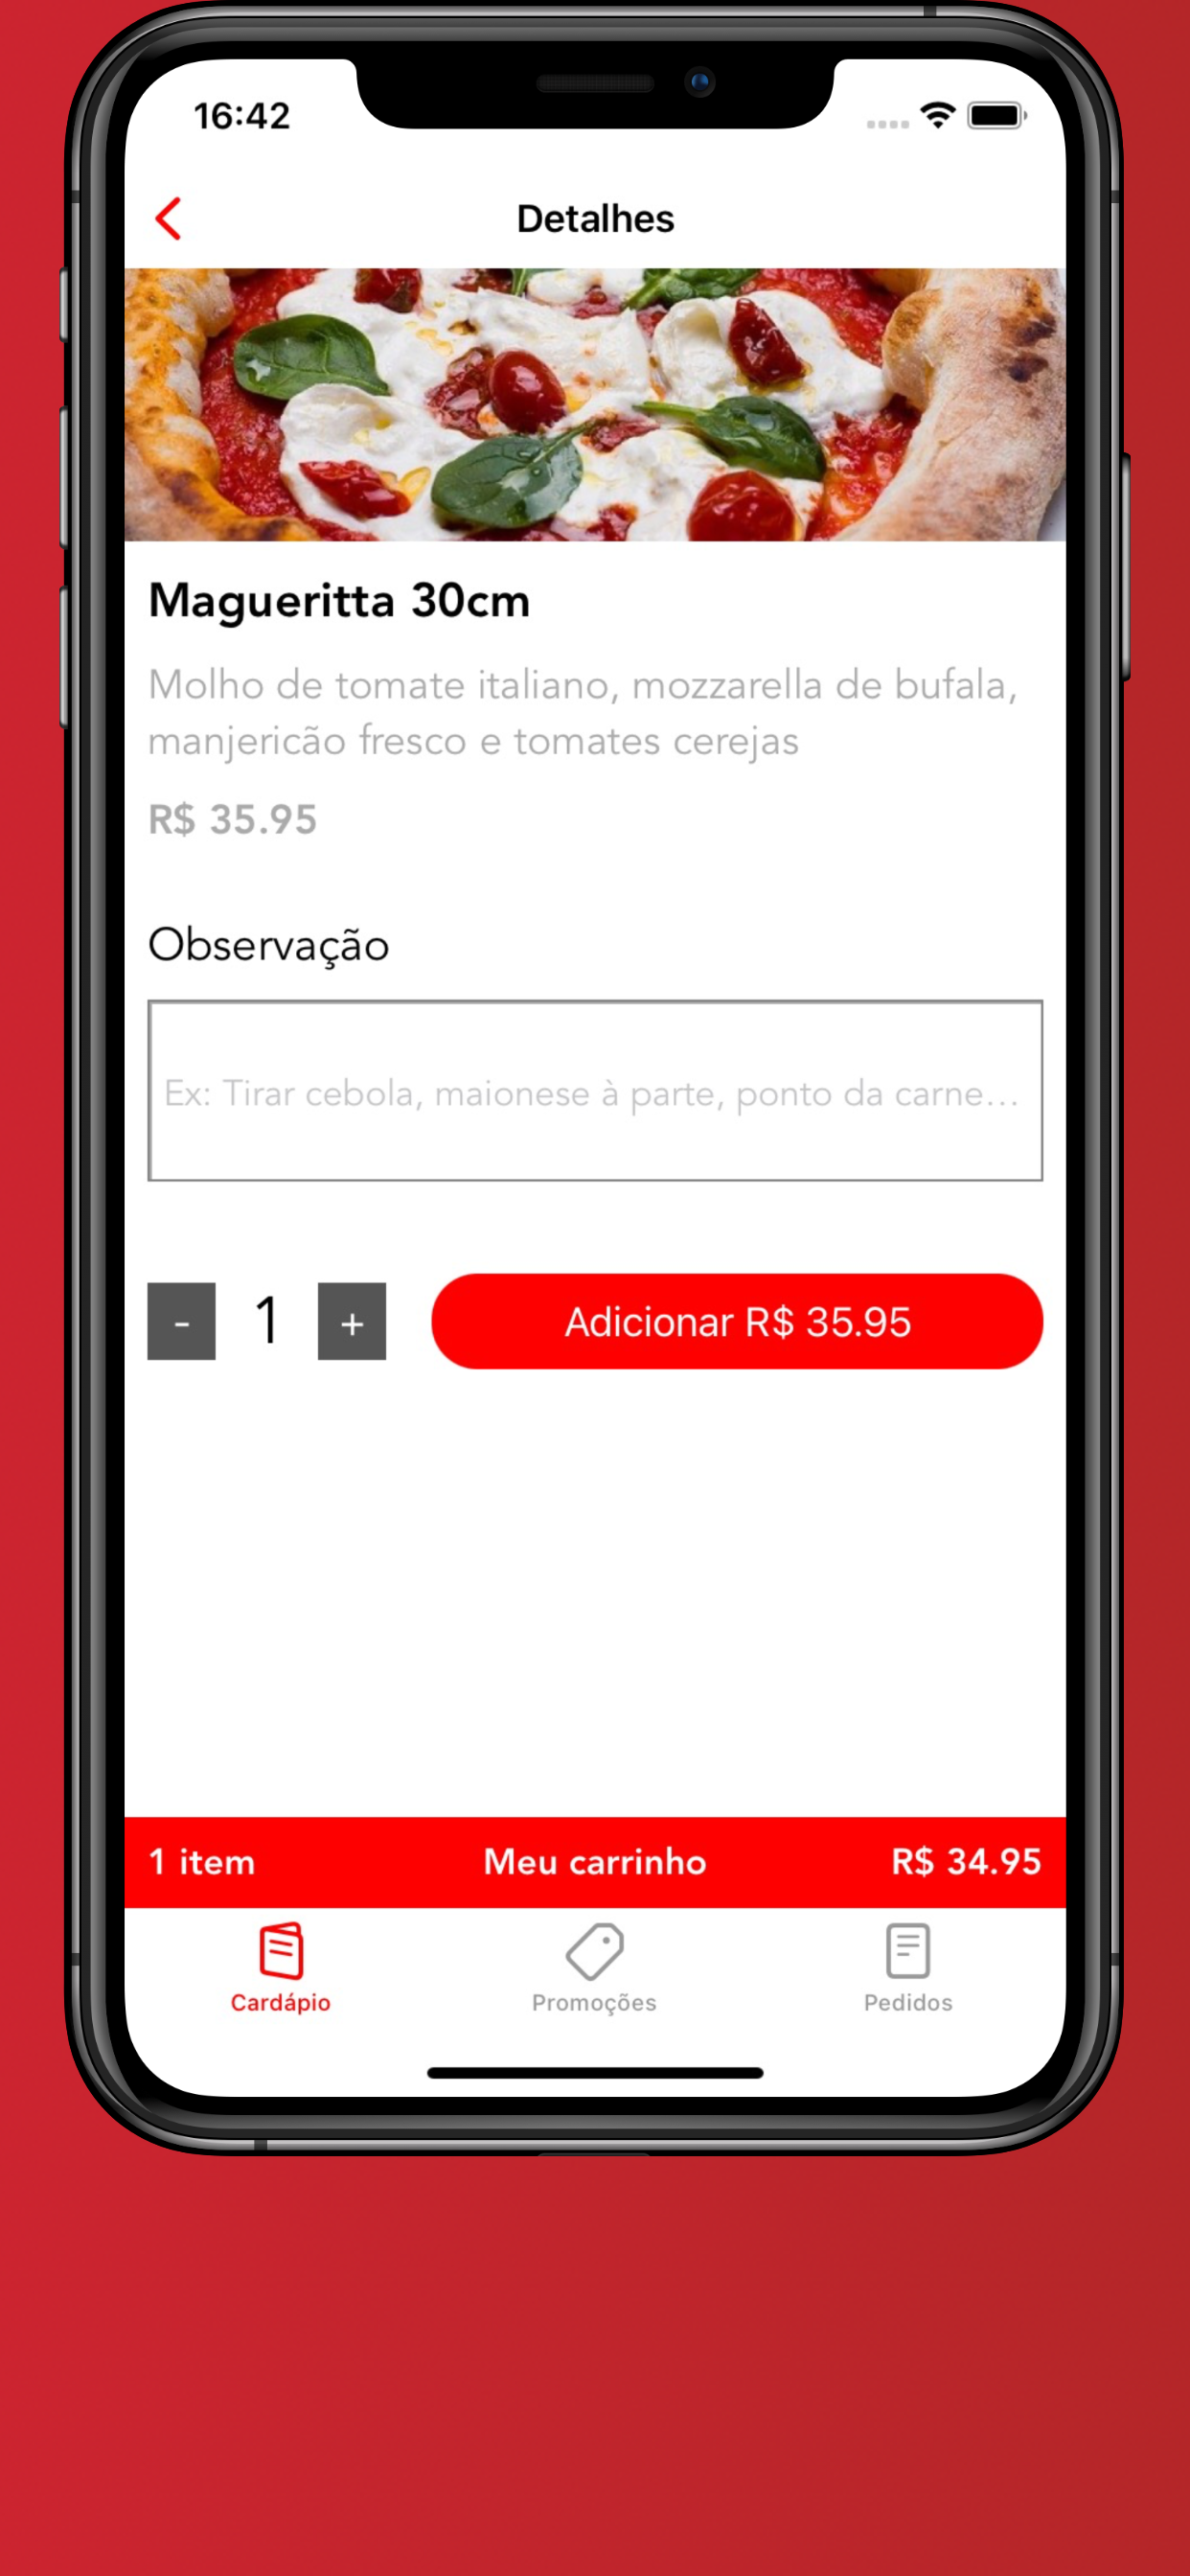 16:42
Detalhes
Magueritta 30cm
Molho de tomate italiano, mozzarella de bufala,
manjericão fresco e tomates cerejas
R$ 35.95
Observação
Ex: Tirar cebola, maionese à parte, ponto da carne...
- 1 + Adicionar R$ 35.95
1 item Meu carrinho R$ 34.95
Cardápio Promoções Pedidos